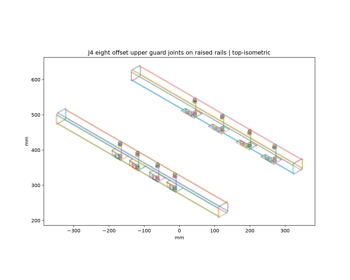 J4 eight offset upper guard joints on raised rails | top-isometric
600
500
400
300
200
mm
−300 −200 −100 0 100 200 300
mm